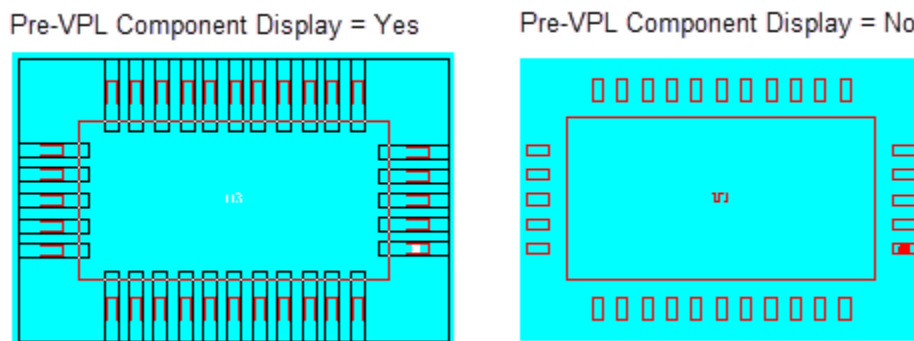 Pre-VPL Component Display = Yes
Pre-VPL Component Display = No